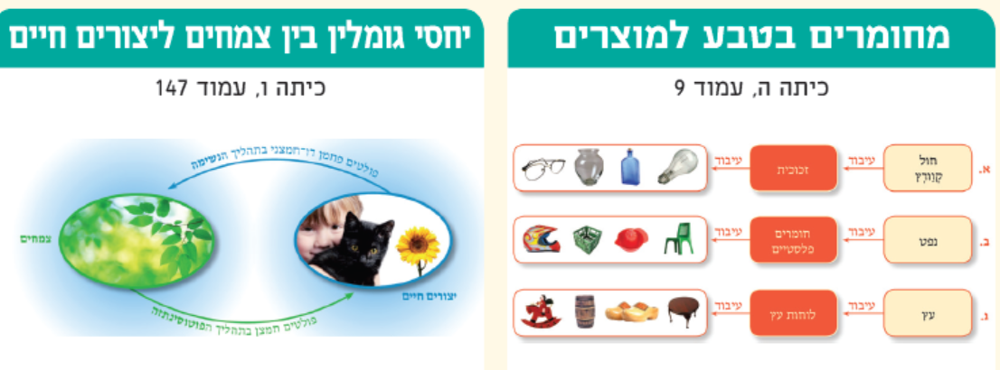 מחומרים בטבע למוצרים
כיתה ה, עמוד 9
א.
חול
קְוַורְץ
עיבוד
זכוכית
עיבוד
ב.
נפט
עיבוד
חומרים
פלסטיים
עיבוד
ג.
עץ
עיבוד
לוחות עץ
עיבוד
יחסי גומלין בין צמחים ליצורים חיים
כיתה ו, עמוד 147
פולטים פחמן דו־חמצני בתהליך הנשימה
צמחים
יצורים חיים
פולטים חמצן בתהליך הפוטוסינתזה